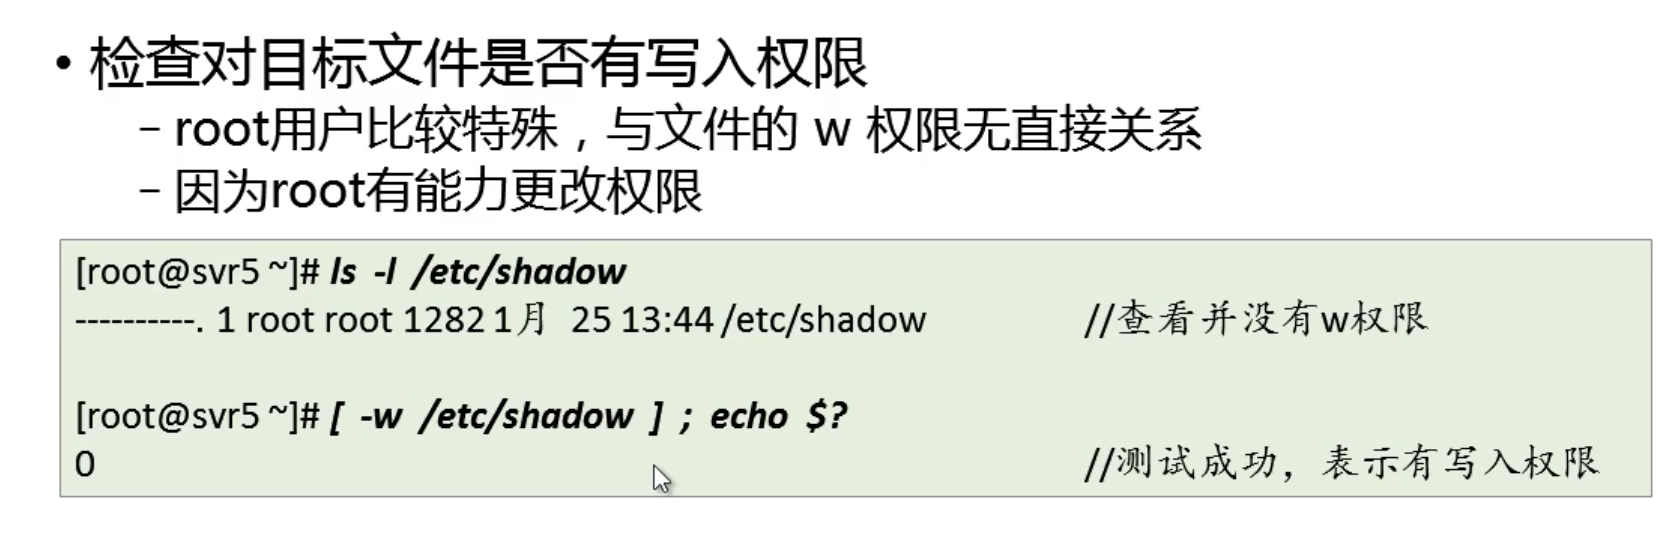 • 检查对目标文件是否有写入权限
– root用户比较特殊，与文件的 w 权限无直接关系
– 因为root有能力更改权限
[root@svr5 ~]# ls -l /etc/shadow
----------. 1 root root 1282 1月 25 13:44 /etc/shadow //查看并没有w权限
[root@svr5 ~]# [ -w /etc/shadow ] ; echo $?
0 //测试成功，表示有写入权限